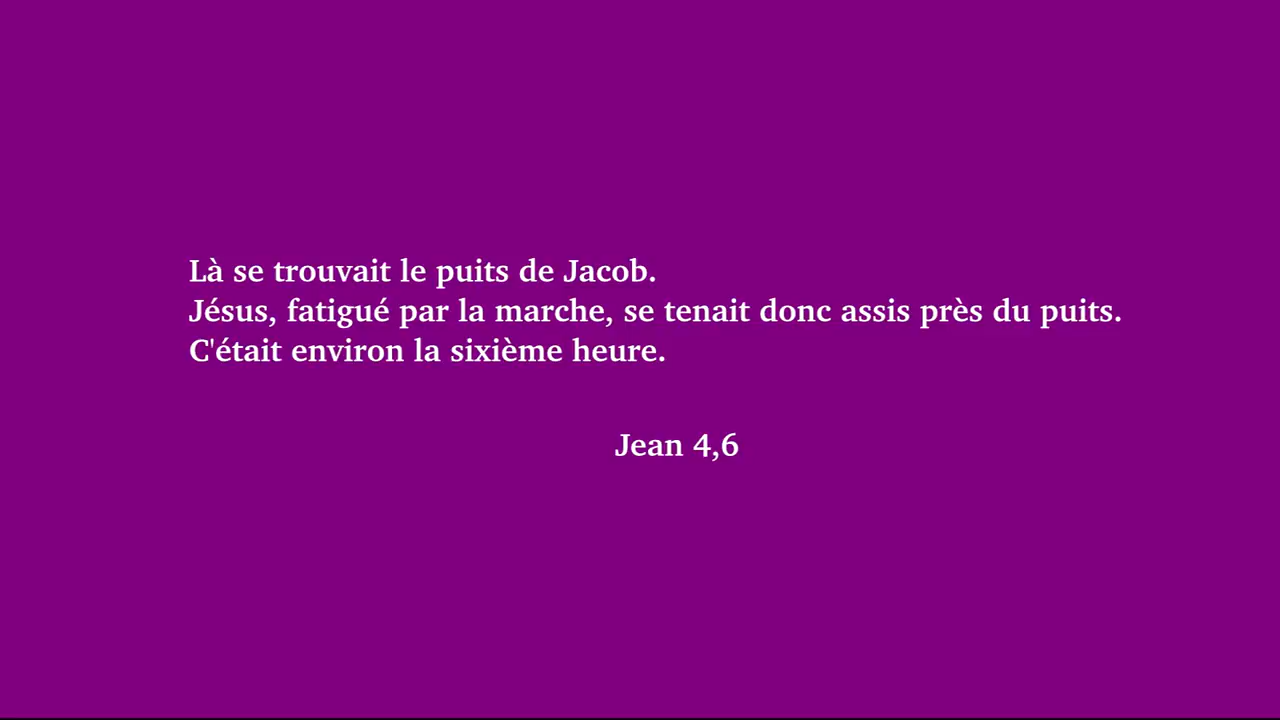 Là se trouvait le puits de Jacob.
Jésus, fatigué par la marche, se tenait donc assis près du puits.
C'était environ la sixième heure.
Jean 4,6